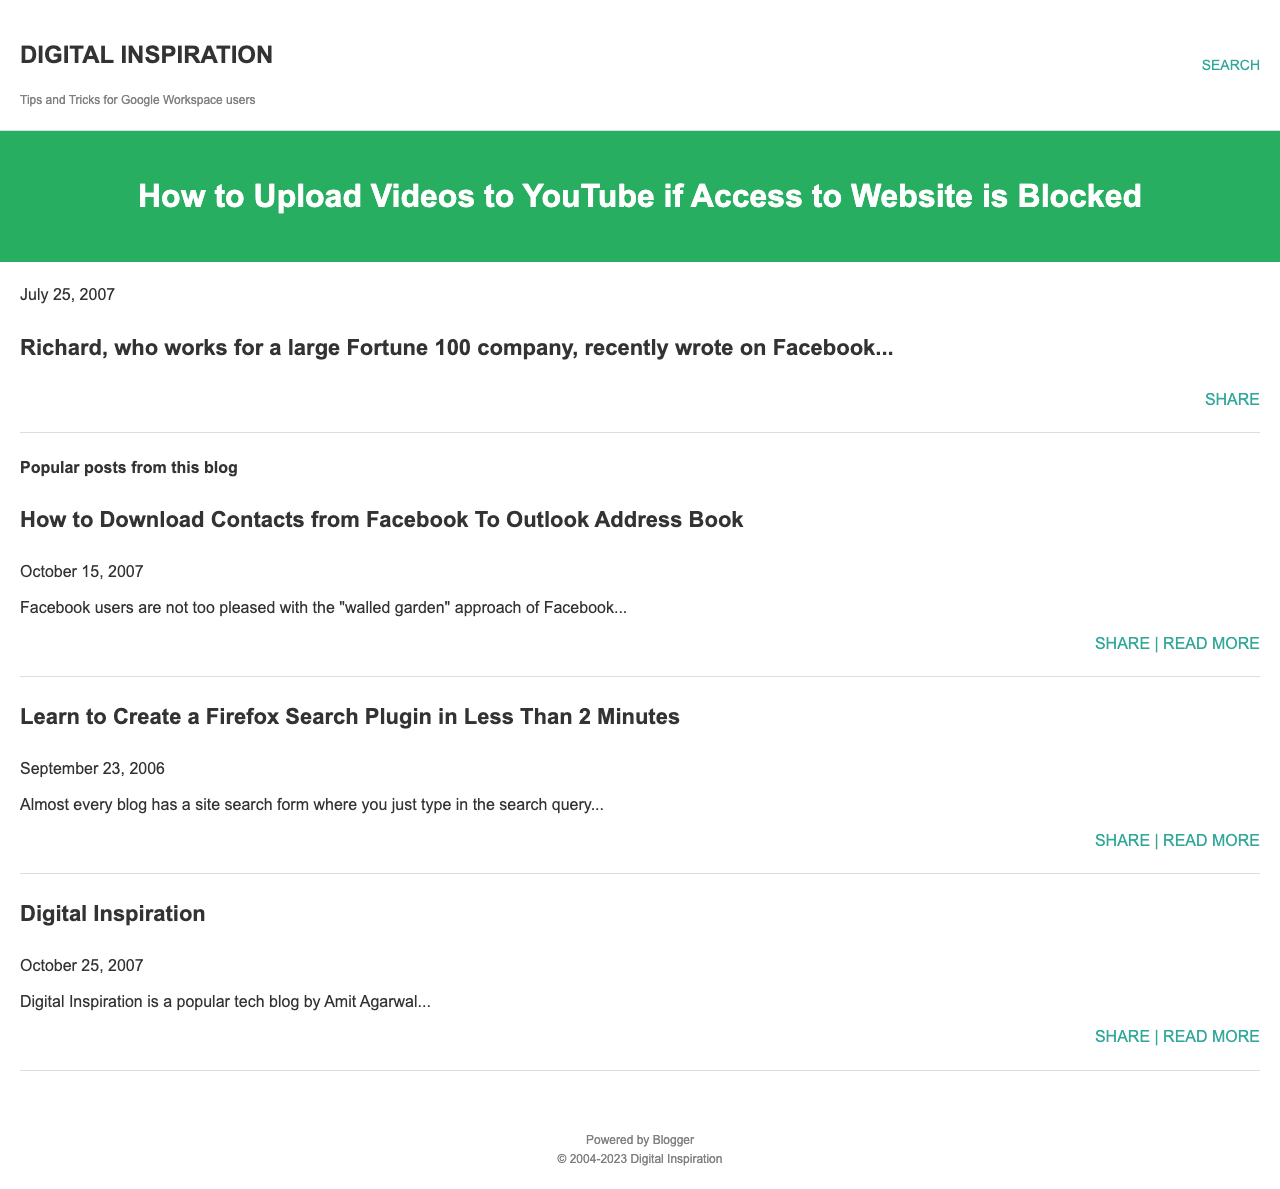 DIGITAL INSPIRATION
SEARCH
Tips and Tricks for Google Workspace users
How to Upload Videos to YouTube if Access to Website is Blocked
July 25, 2007
Richard, who works for a large Fortune 100 company, recently wrote on Facebook...
SHARE
Popular posts from this blog
How to Download Contacts from Facebook To Outlook Address Book
October 15, 2007
Facebook users are not too pleased with the "walled garden" approach of Facebook...
SHARE | READ MORE
Learn to Create a Firefox Search Plugin in Less Than 2 Minutes
September 23, 2006
Almost every blog has a site search form where you just type in the search query...
SHARE | READ MORE
Digital Inspiration
October 25, 2007
Digital Inspiration is a popular tech blog by Amit Agarwal...
SHARE | READ MORE
Powered by Blogger
© 2004-2023 Digital Inspiration